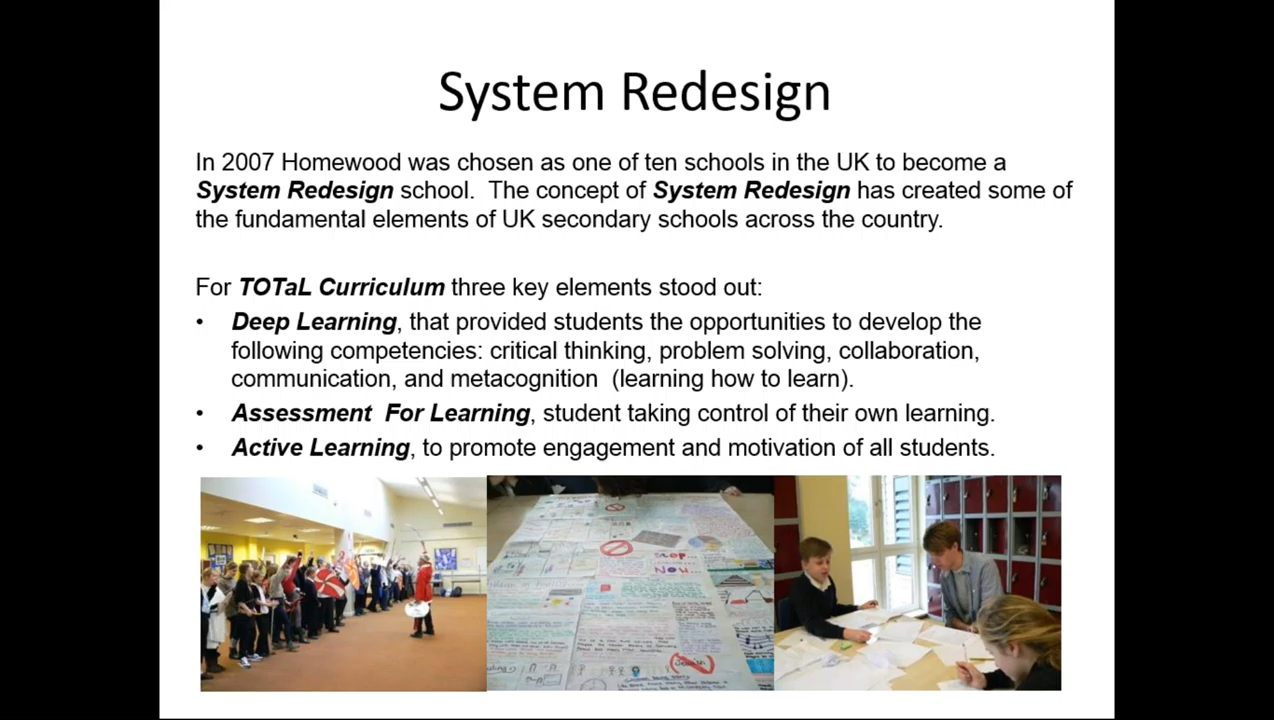 System Redesign
In 2007 Homewood was chosen as one of ten schools in the UK to become a
System Redesign school.  The concept of System Redesign has created some of
the fundamental elements of UK secondary schools across the country.
For TOTaL Curriculum three key elements stood out:
• Deep Learning, that provided students the opportunities to develop the
following competencies: critical thinking, problem solving, collaboration,
communication, and metacognition  (learning how to learn).
• Assessment  For Learning, student taking control of their own learning.
• Active Learning, to promote engagement and motivation of all students.
NOW
Jewish